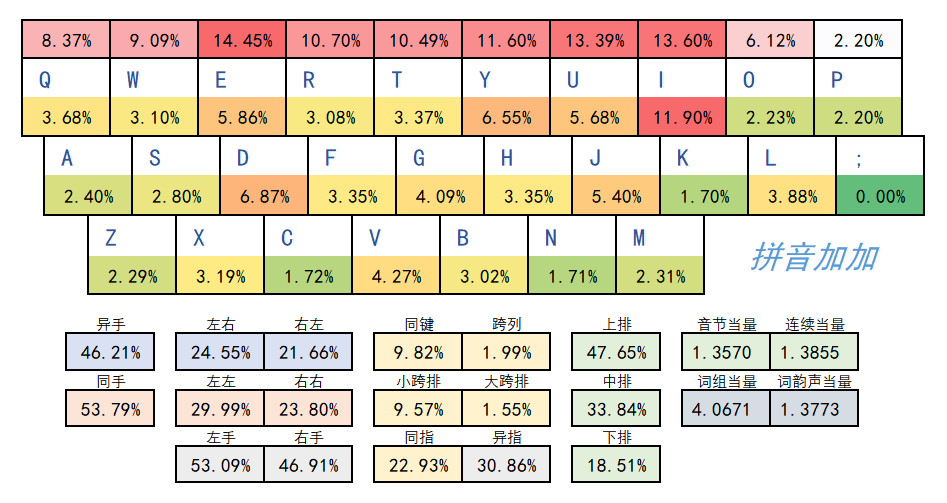 8.37% 9.09% 14.45% 10.70% 10.49% 11.60% 13.39% 13.60% 6.12% 2.20%
Q W E R T Y U I O P
3.68% 3.10% 5.86% 3.08% 3.37% 6.55% 5.68% 11.90% 2.23% 2.20%
A S D F G H J K L ;
2.40% 2.80% 6.87% 3.35% 4.09% 3.35% 5.40% 1.70% 3.88% 0.00%
Z X C V B N M
2.29% 3.19% 1.72% 4.27% 3.02% 1.71% 2.31%
拼音加加
异手 左右 右左 同键 跨列 上排 音节当量 连续当量
46.21% 24.55% 21.66% 9.82% 1.99% 47.65% 1.3570 1.3855
同手 左左 右右 小跨排 大跨排 中排 词组当量 词韵声当量
53.79% 29.99% 23.80% 9.57% 1.55% 33.84% 4.0671 1.3773
左手 右手 同指 异指 下排
53.09% 46.91% 22.93% 30.86% 18.51%